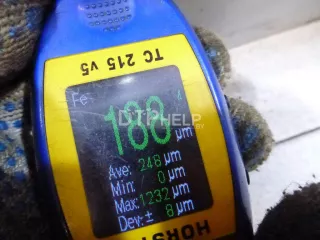 TC 215 v5
Fe
180 µm
Ave: 248 µm
Min: 0 µm
Max: 1232 µm
Dev: ± 8 µm
DTPHELP
HORST